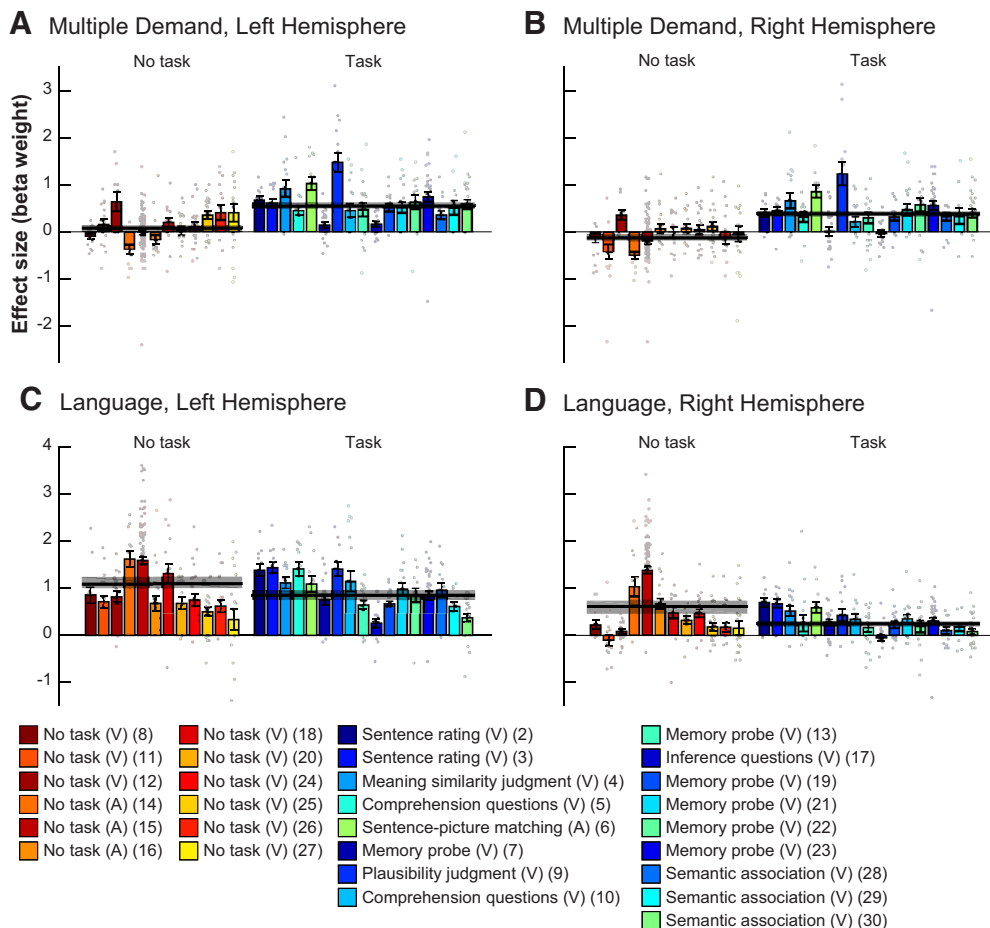 A Multiple Demand, Left Hemisphere
No task
Task
Effect size (beta weight)
3
2
1
0
-1
-2
B Multiple Demand, Right Hemisphere
No task
Task
C Language, Left Hemisphere
No task
Task
4
3
2
1
0
-1
D Language, Right Hemisphere
No task
Task
No task (V) (8)
No task (V) (11)
No task (V) (12)
No task (A) (14)
No task (A) (15)
No task (A) (16)
No task (V) (18)
No task (V) (20)
No task (V) (24)
No task (V) (25)
No task (V) (26)
No task (V) (27)
Sentence rating (V) (2)
Sentence rating (V) (3)
Meaning similarity judgment (V) (4)
Comprehension questions (V) (5)
Sentence-picture matching (A) (6)
Memory probe (V) (7)
Plausibility judgment (V) (9)
Comprehension questions (V) (10)
Memory probe (V) (13)
Inference questions (V) (17)
Memory probe (V) (19)
Memory probe (V) (21)
Memory probe (V) (22)
Memory probe (V) (23)
Semantic association (V) (28)
Semantic association (V) (29)
Semantic association (V) (30)